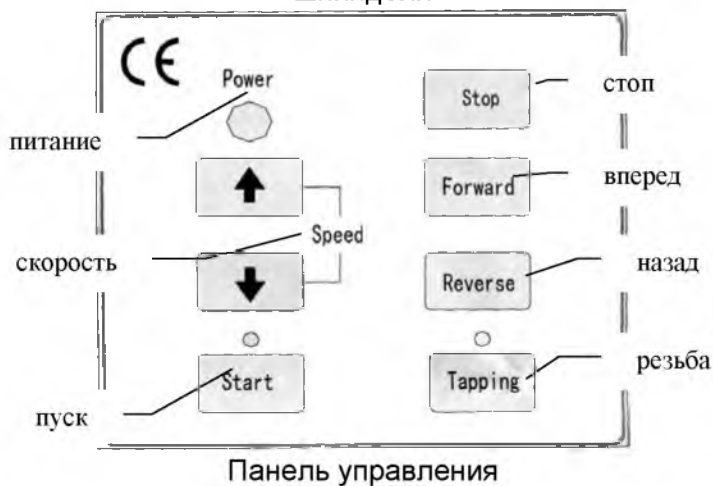 CE
Power
Stop
стоп
питание
Forward
вперед
Speed
скорость
Reverse
назад
Start
Tapping
резьба
пуск
Панель управления